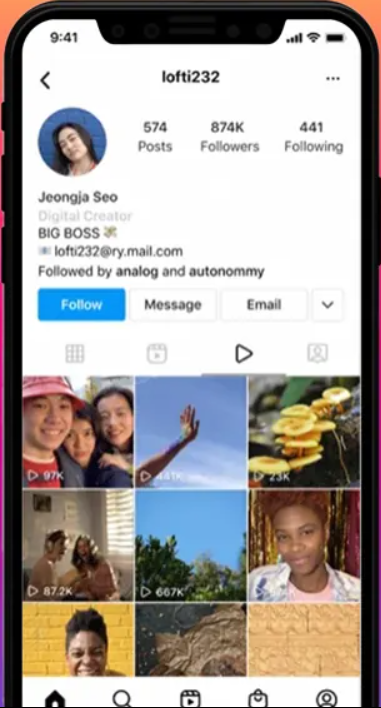 9:41
lofti232
574 874K 441
Posts Followers Following
Jeongja Seo
Digital Creator
BIG BOSS
lofti232@ry.mail.com
Followed by analog and autonommy
Follow Message Email
97K 441K 23K
87.2K 667K